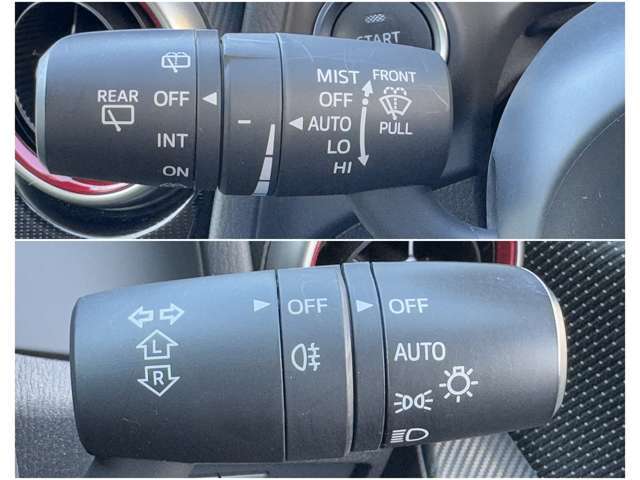 START
MIST FRONT
REAR OFF OFF
AUTO PULL
INT LO
ON HI
OFF OFF
L AUTO
R